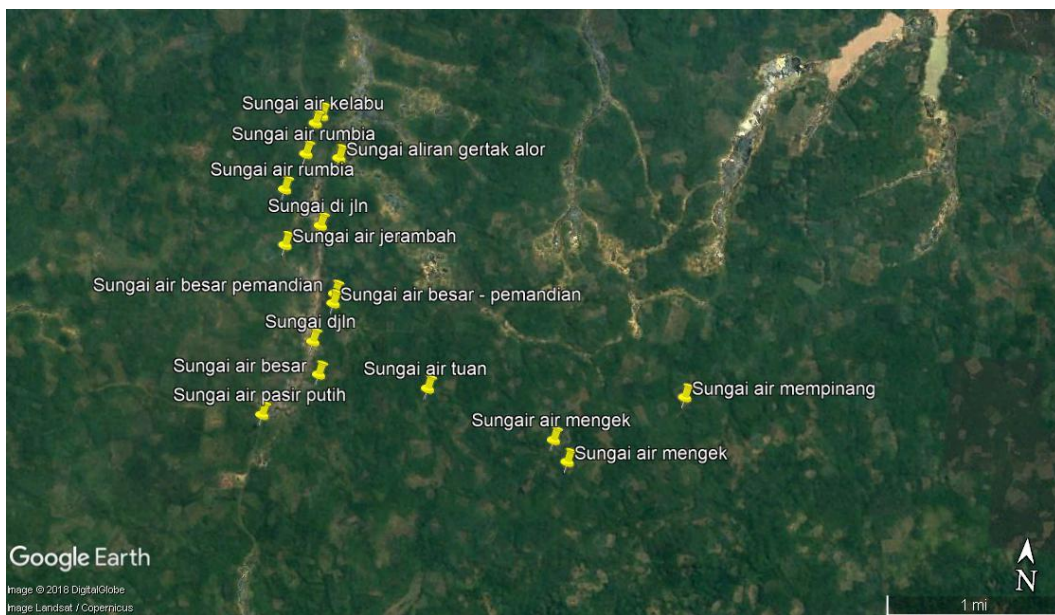 Sungai air kelabu
Sungai air rumbia
Sungai aliran gertak alor
Sungai air rumbia
Sungai di jln
Sungai air jerambah
Sungai air besar pemandian
Sungai air besar - pemandian
Sungai djln
Sungai air besar
Sungai air tuan
Sungai air pasir putih
Sungai air mempinang
Sungair air mengek
Sungai air mengek
Google Earth
Image © 2018 DigitalGlobe
Image Landsat / Copernicus
N
1 mi